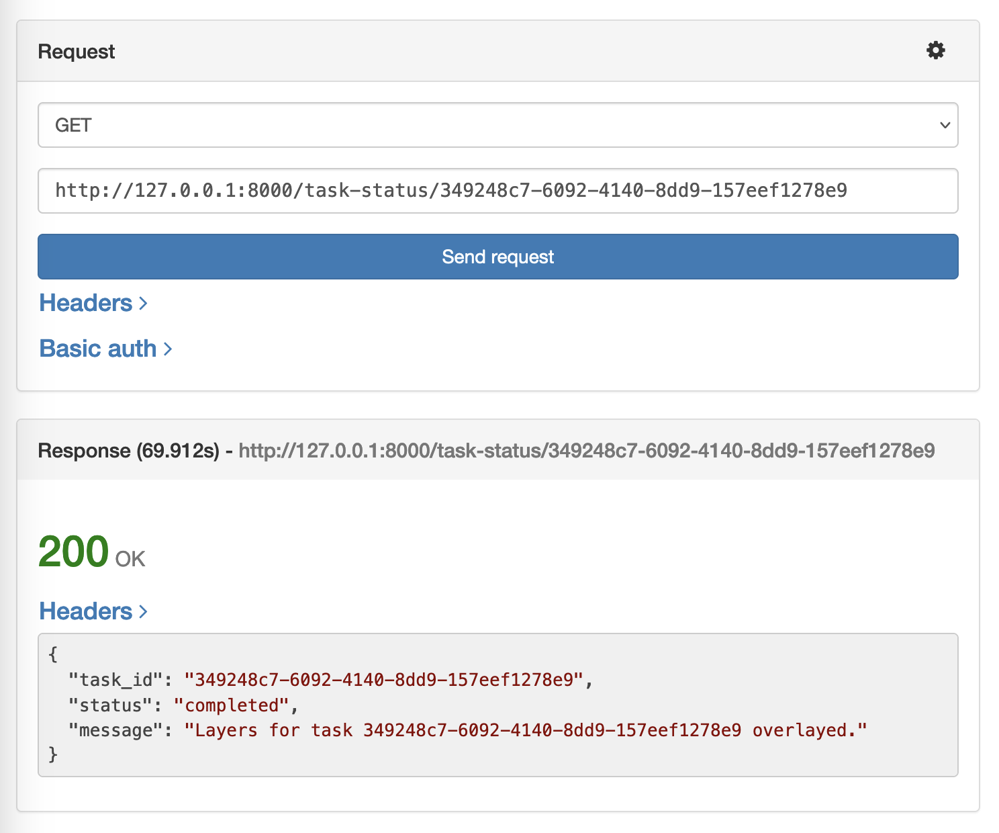 Request
GET
http://127.0.0.1:8000/task-status/349248c7-6092-4140-8dd9-157eef1278e9
Send request
Headers
Basic auth
Response (69.912s) - http://127.0.0.1:8000/task-status/349248c7-6092-4140-8dd9-157eef1278e9
200 OK
Headers
{
"task_id": "349248c7-6092-4140-8dd9-157eef1278e9",
"status": "completed",
"message": "Layers for task 349248c7-6092-4140-8dd9-157eef1278e9 overlayed."
}